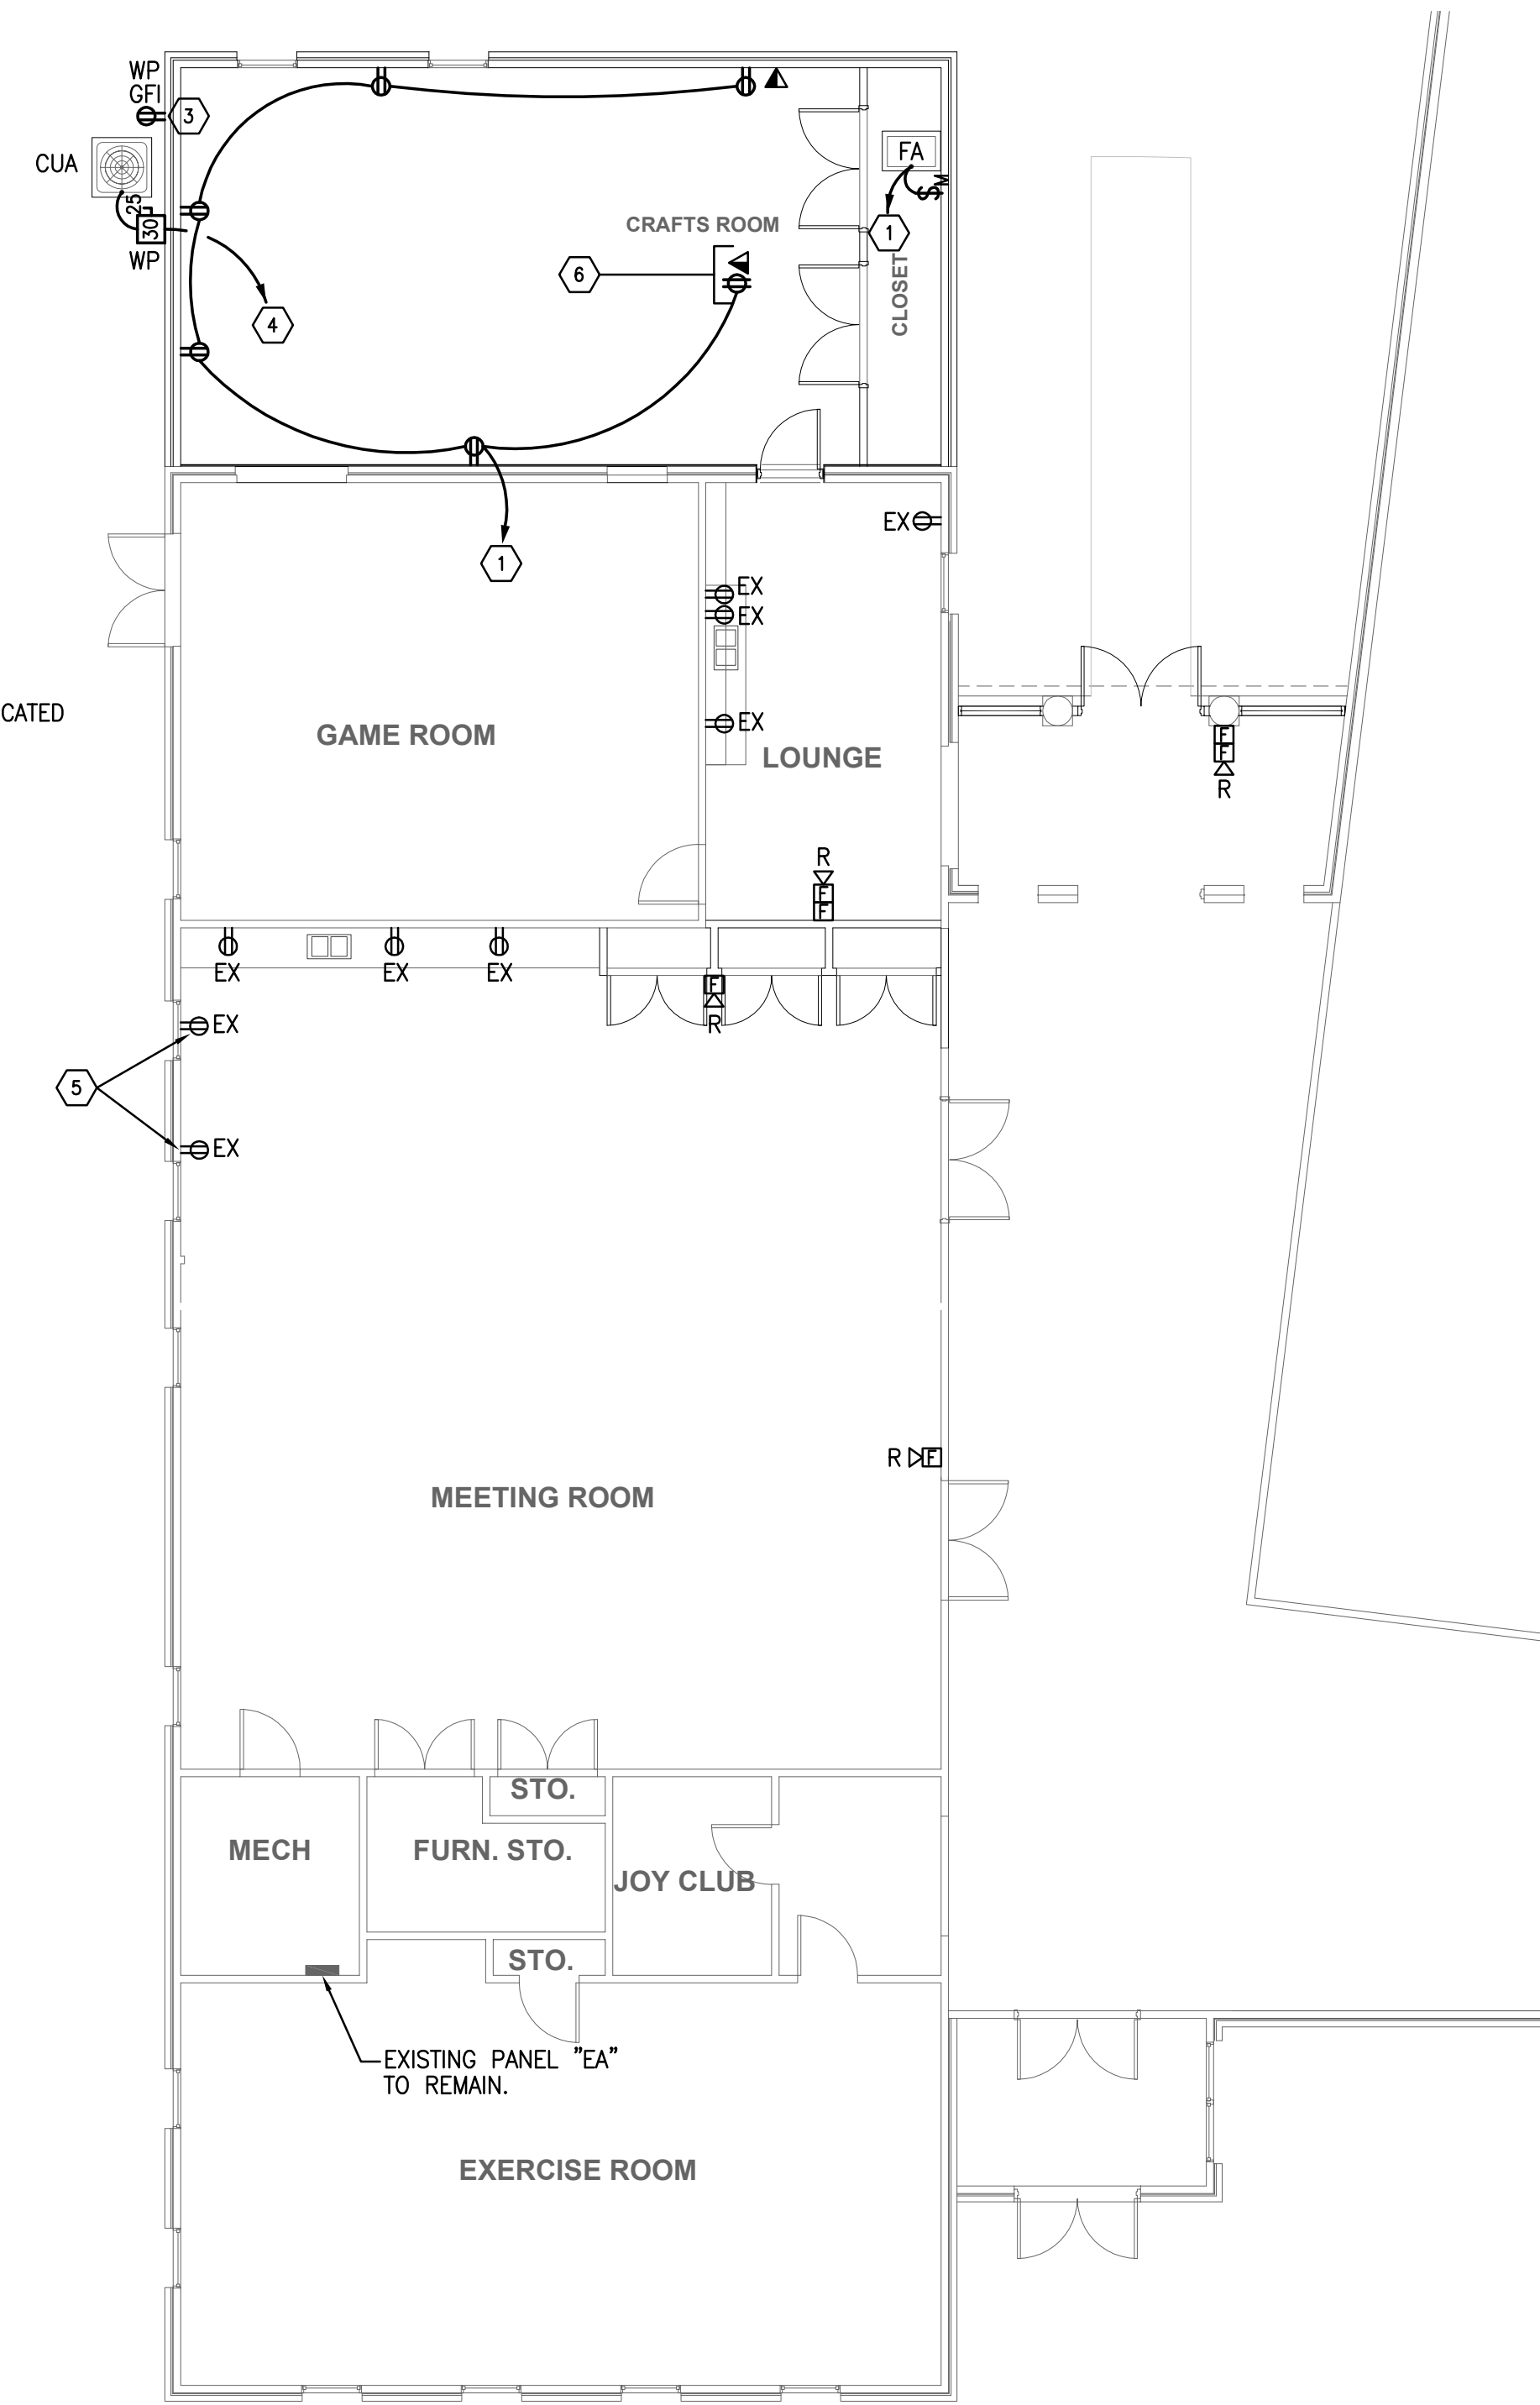 WP
GFI
3
CUA
FA
$M
25
30
WP
CRAFTS ROOM
1
6
CLOSET
4
EX
1
EX
EX
CATED
EX
GAME ROOM
LOUNGE
F
F
R
R
F
F
EX
EX
EX
F
R
EX
5
EX
R
F
MEETING ROOM
STO.
MECH
FURN. STO.
JOY CLUB
STO.
EXISTING PANEL "EA"
TO REMAIN.
EXERCISE ROOM